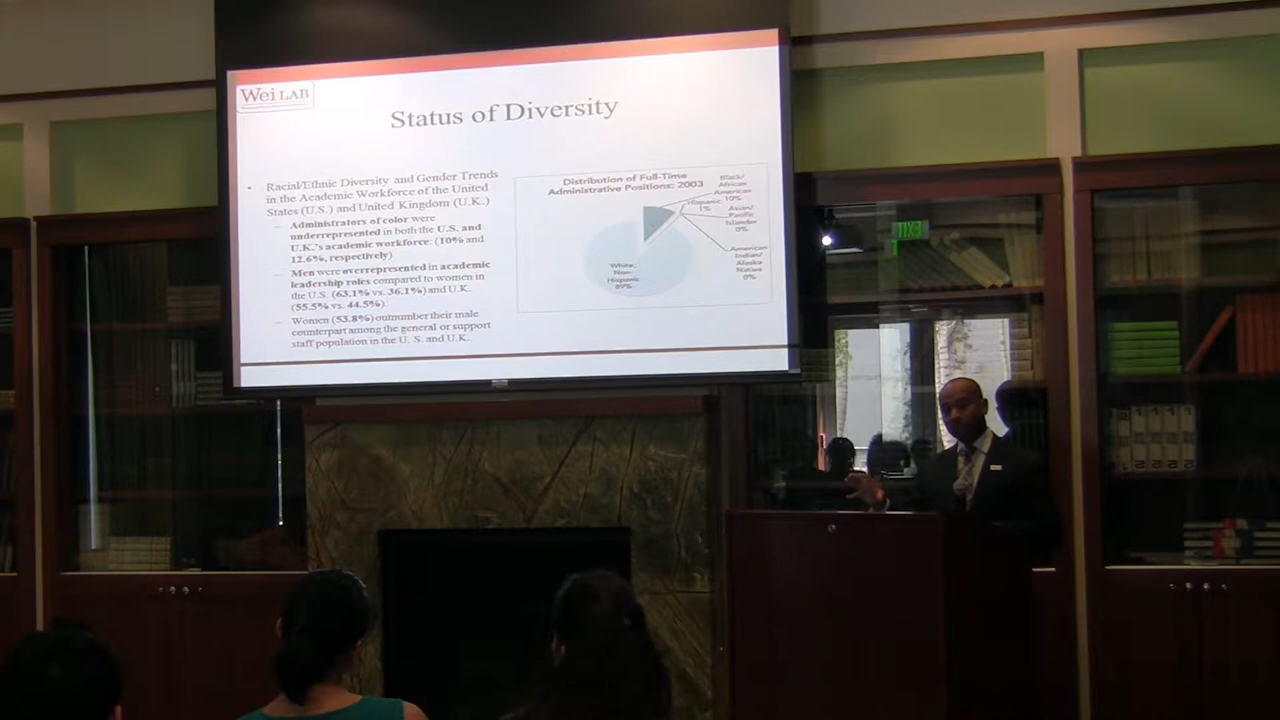 Wei LAB
Status of Diversity
• Racial/Ethnic Diversity and Gender Trends
in the Academic Workforce of the United
States (U.S.) and United Kingdom (U.K.)
– Administrators of color were
underrepresented in both the U.S. and
U.K.'s academic workforce: (10% and
12.6%, respectively)
– Men were overrepresented in academic
leadership roles compared to women in
the U.S. (63.1% vs. 36.1%) and U.K.
(55.5% vs. 44.5%).
– Women (53.8%) outnumber their male
counterpart among the general or support
staff population in the U. S. and U.K.
Distribution of Full-Time
Administrative Positions: 2003
Black/
African
American
10%
Hispanic
1%
Asian/
Pacific
Islander
0%
American
Indian/
Alaska
Native
0%
White,
Non-
Hispanic
89%
EXIT